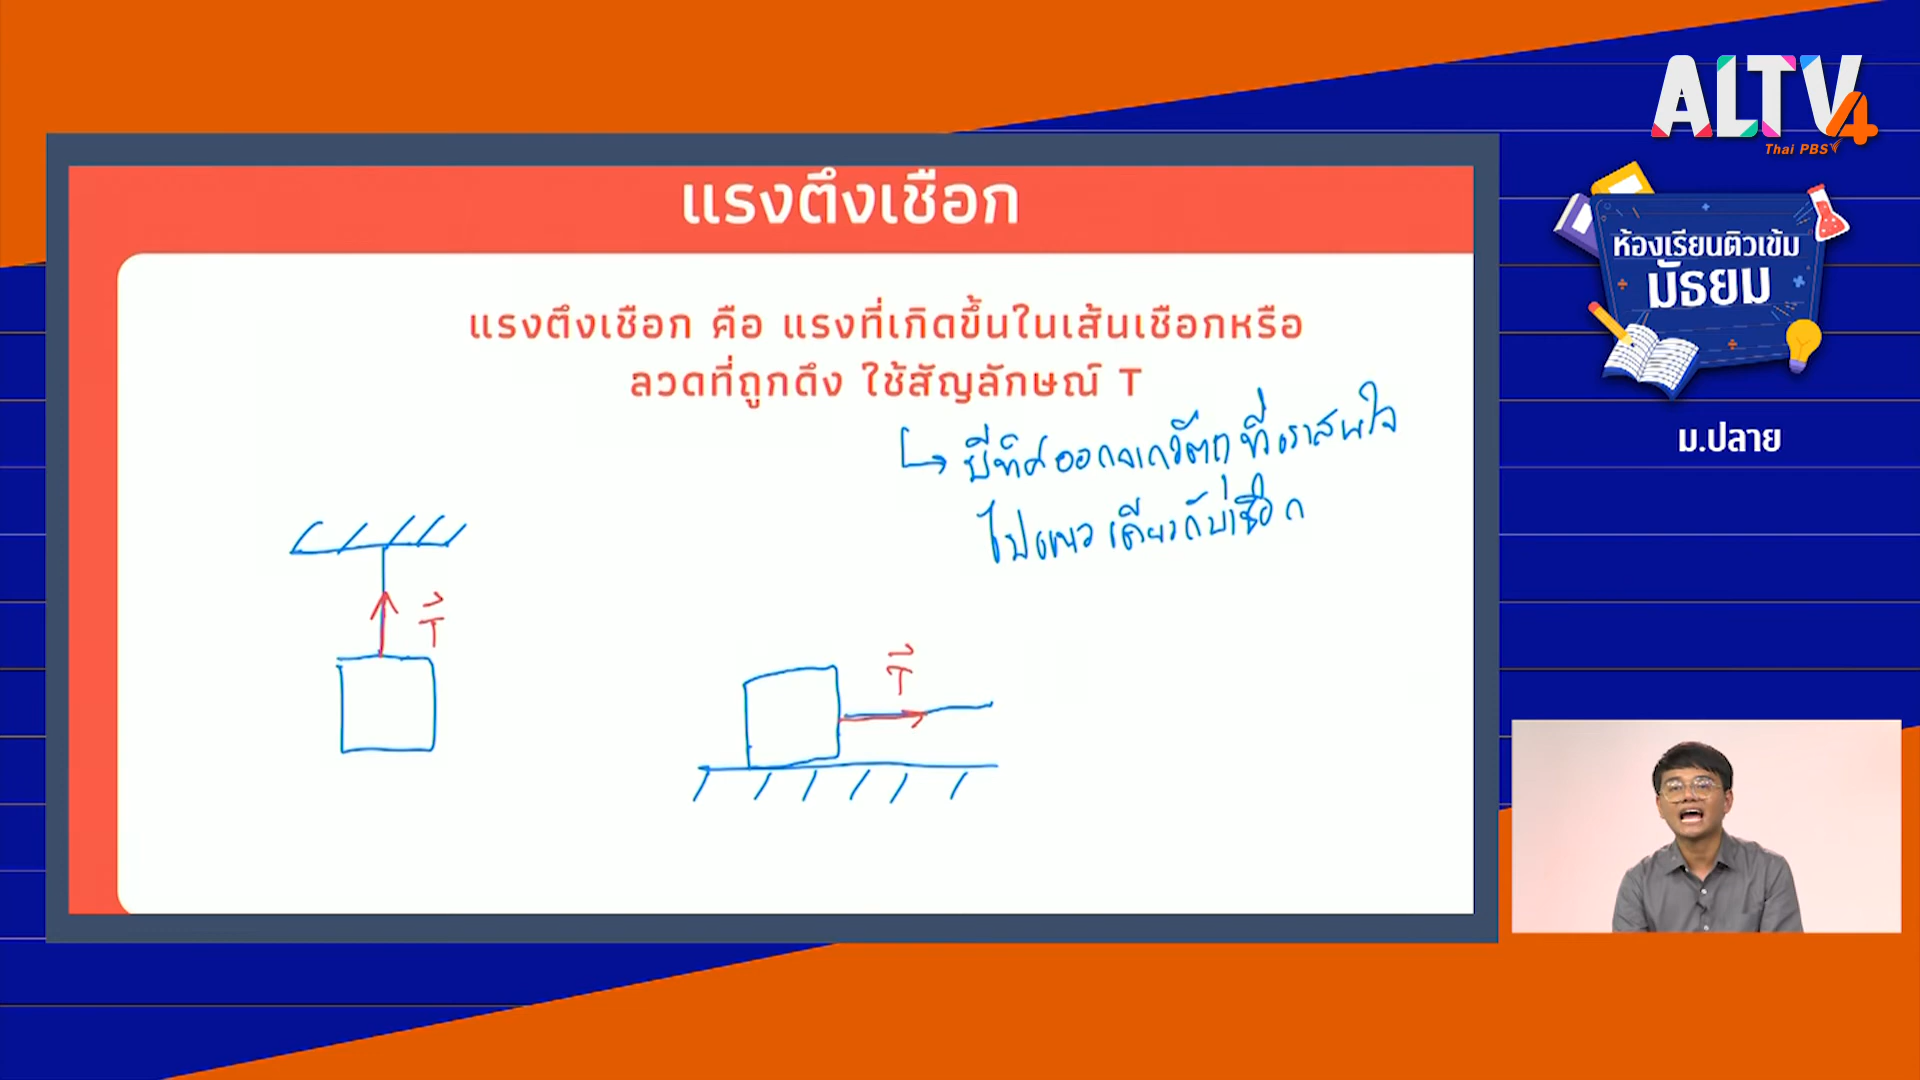 ALTV4
Thai PBS
ห้องเรียนติวเข้ม
มัธยม
ม.ปลาย
แรงตึงเชือก
แรงตึงเชือก คือ แรงที่เกิดขึ้นในเส้นเชือกหรือ
ลวดที่ถูกดึง ใช้สัญลักษณ์ T
มีทิศออกจากวัตถุที่เราสนใจ
ไปแนวเดียวกับเชือก
T
T